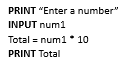 PRINT “Enter a number”
INPUT num1
Total = num1 * 10
PRINT Total